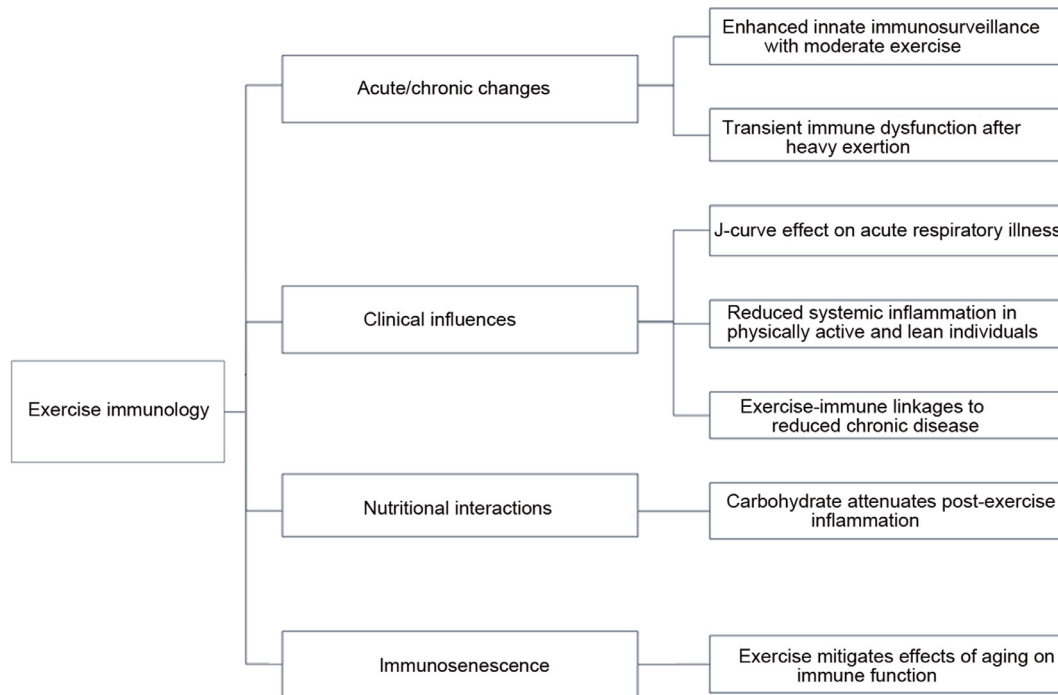 Enhanced innate immunosurveillance
with moderate exercise
Acute/chronic changes
Transient immune dysfunction after
heavy exertion
J-curve effect on acute respiratory illness
Clinical influences
Reduced systemic inflammation in
physically active and lean individuals
Exercise immunology
Exercise-immune linkages to
reduced chronic disease
Nutritional interactions
Carbohydrate attenuates post-exercise
inflammation
Immunosenescence
Exercise mitigates effects of aging on
immune function